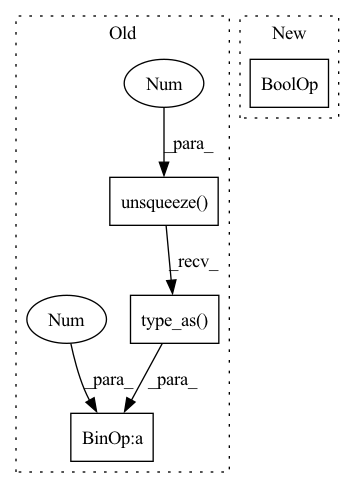 Old
New
Num
BoolOp
_para_
unsqueeze()
_recv_
Num
type_as()
_para_
_para_
BinOp:a